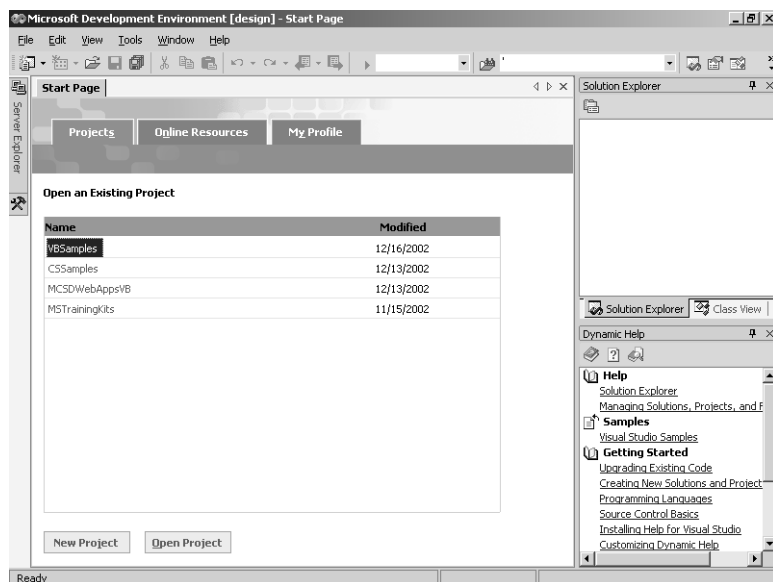 Microsoft Development Environment [design] - Start Page
File Edit View Tools Window Help
Server Explorer
Start Page
Projects Online Resources My Profile
Open an Existing Project
Name Modified
VBSamples 12/16/2002
CSSamples 12/13/2002
MCSDWebAppsVB 12/13/2002
MSTrainingKits 11/15/2002
New Project Open Project
Solution Explorer
Solution Explorer Class View
Dynamic Help
Help
Solution Explorer
Managing Solutions, Projects, and F
Samples
Visual Studio Samples
Getting Started
Upgrading Existing Code
Creating New Solutions and Project
Programming Languages
Source Control Basics
Installing Help for Visual Studio
Customizing Dynamic Help
Ready